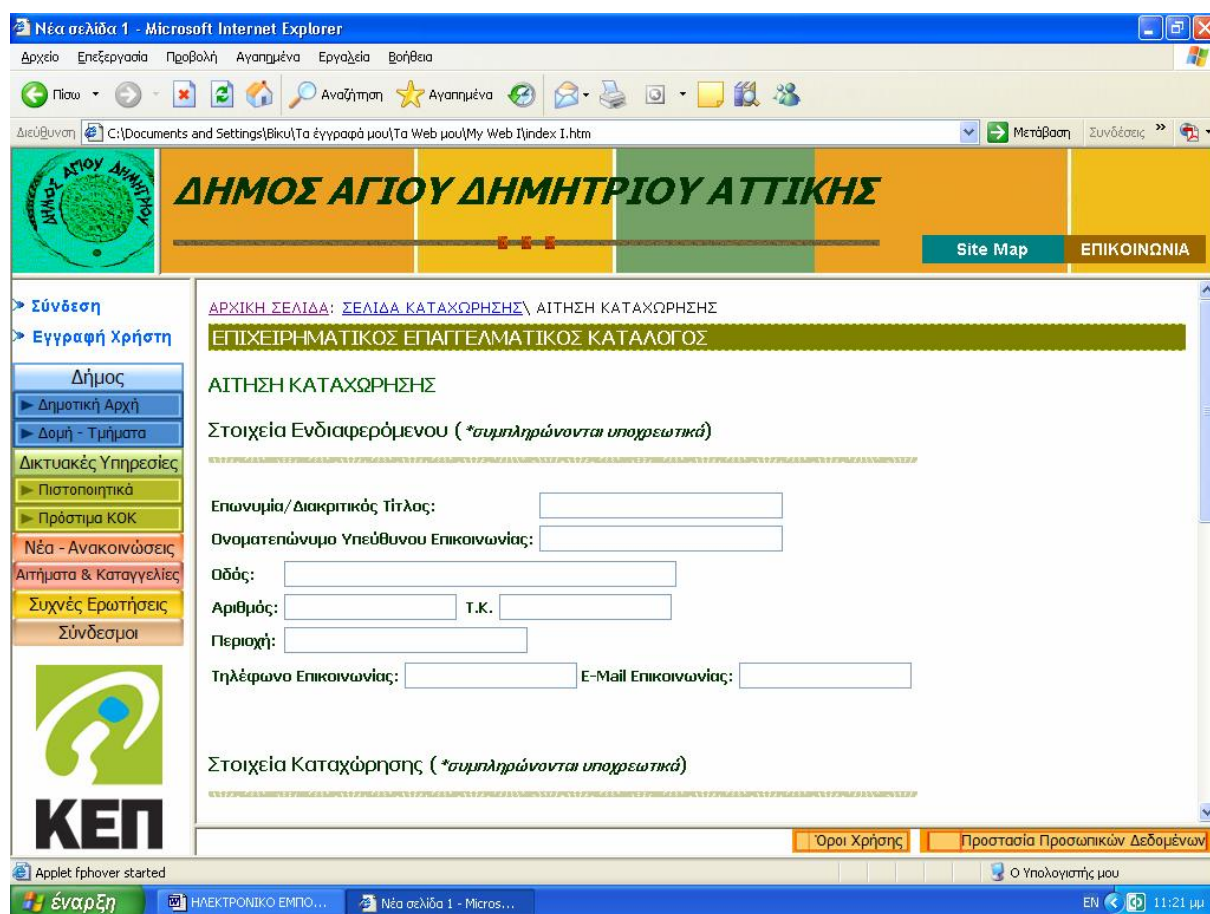 Νέα σελίδα 1 - Microsoft Internet Explorer
Αρχείο Επεξεργασία Προβολή Αγαπημένα Εργαλεία Βοήθεια
Πίσω Αναζήτηση Αγαπημένα
Διεύθυνση C:\Documents and Settings\Biku\Τα έγγραφά μου\Τα Web μου\My Web I\index I.htm Μετάβαση Συνδέσεις »
ΔΗΜΟΣ ΑΓΙΟΥ ΔΗΜΗΤΡΙΟΥ
ΔΗΜΟΣ ΑΓΙΟΥ ΔΗΜΗΤΡΙΟΥ ΑΤΤΙΚΗΣ
Site Map ΕΠΙΚΟΙΝΩΝΙΑ
Σύνδεση
Εγγραφή Χρήστη
Δήμος
Δημοτική Αρχή
Δομή - Τμήματα
Δικτυακές Υπηρεσίες
Πιστοποιητικά
Πρόστιμα ΚΟΚ
Νέα - Ανακοινώσεις
Αιτήματα & Καταγγελίες
Συχνές Ερωτήσεις
Σύνδεσμοι
ΚΕΠ
ΑΡΧΙΚΗ ΣΕΛΙΔΑ: ΣΕΛΙΔΑ ΚΑΤΑΧΩΡΗΣΗΣ\ ΑΙΤΗΣΗ ΚΑΤΑΧΩΡΗΣΗΣ
ΕΠΙΧΕΙΡΗΜΑΤΙΚΟΣ ΕΠΑΓΓΕΛΜΑΤΙΚΟΣ ΚΑΤΑΛΟΓΟΣ
ΑΙΤΗΣΗ ΚΑΤΑΧΩΡΗΣΗΣ
Στοιχεία Ενδιαφερόμενου ( *συμπληρώνονται υποχρεωτικά)
Επωνυμία/Διακριτικός Τίτλος:
Ονοματεπώνυμο Υπεύθυνου Επικοινωνίας:
Οδός:
Αριθμός: Τ.Κ.
Περιοχή:
Τηλέφωνο Επικοινωνίας: E-Mail Επικοινωνίας:
Στοιχεία Καταχώρησης ( *συμπληρώνονται υποχρεωτικά)
Όροι Χρήσης Προστασία Προσωπικών Δεδομένων
Applet fphover started Ο Υπολογιστής μου
έναρξη ΗΛΕΚΤΡΟΝΙΚΟ ΕΜΠΟ... Νέα σελίδα 1 - Micros... EN 11:21 μμ